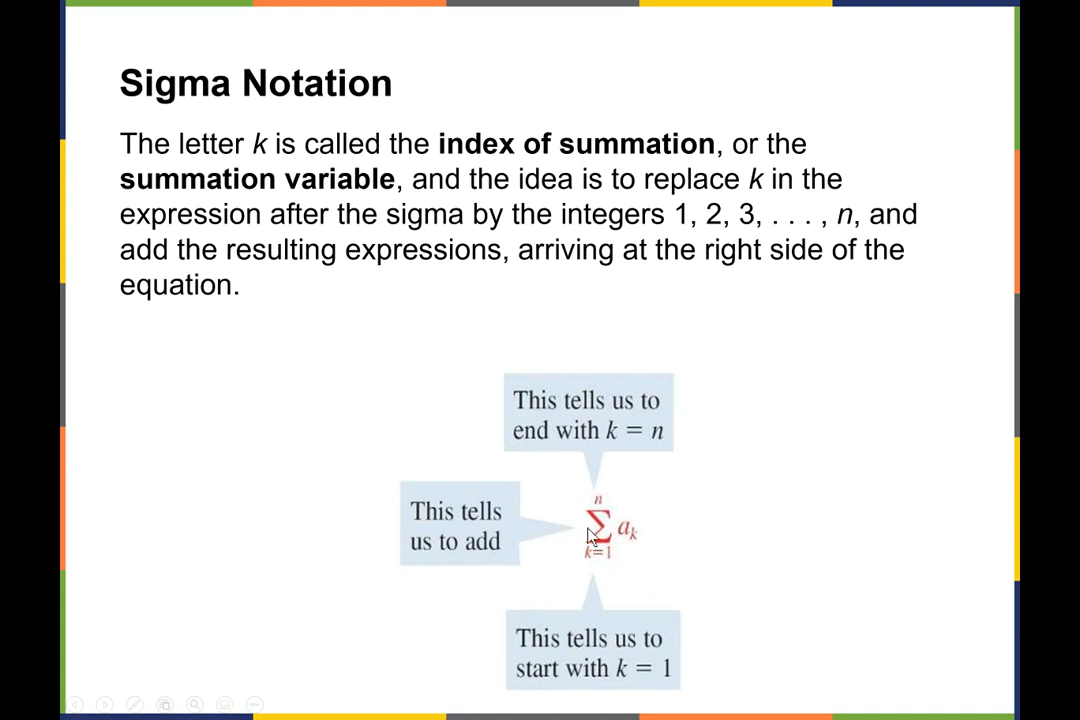 Sigma Notation
The letter k is called the index of summation, or the
summation variable, and the idea is to replace k in the
expression after the sigma by the integers 1, 2, 3, . . . , n, and
add the resulting expressions, arriving at the right side of the
equation.
This tells us to
end with k = n
This tells
us to add
n
∑ aₖ
k=1
This tells us to
start with k = 1